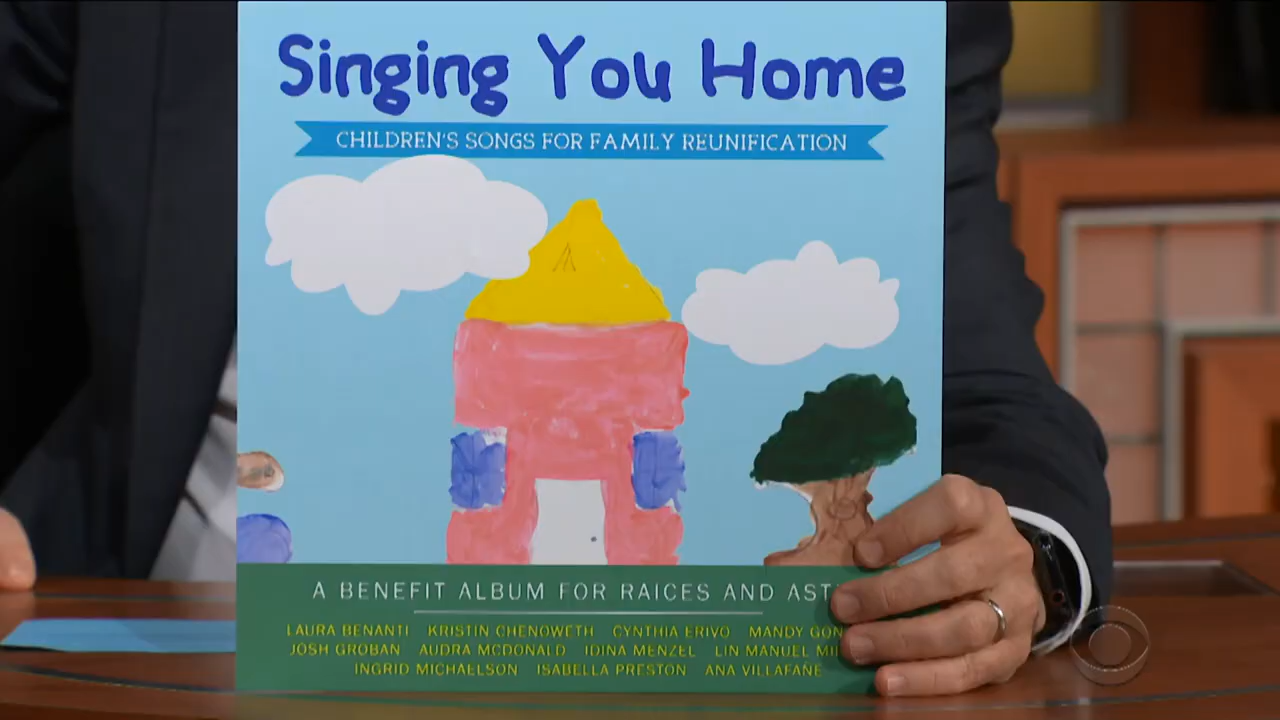 Singing You Home
CHILDREN'S SONGS FOR FAMILY REUNIFICATION
A BENEFIT ALBUM FOR RAICES AND
LAURA BENANTI KRISTIN CHENOWETH CYNTHIA ERIVO MANDY
JOSH GROBAN AUDRA MCDONALD IDINA MENZEL LIN MANUEL
INGRID MICHAELSON ISABELLA PRESTON ANA VILLAFAÑE